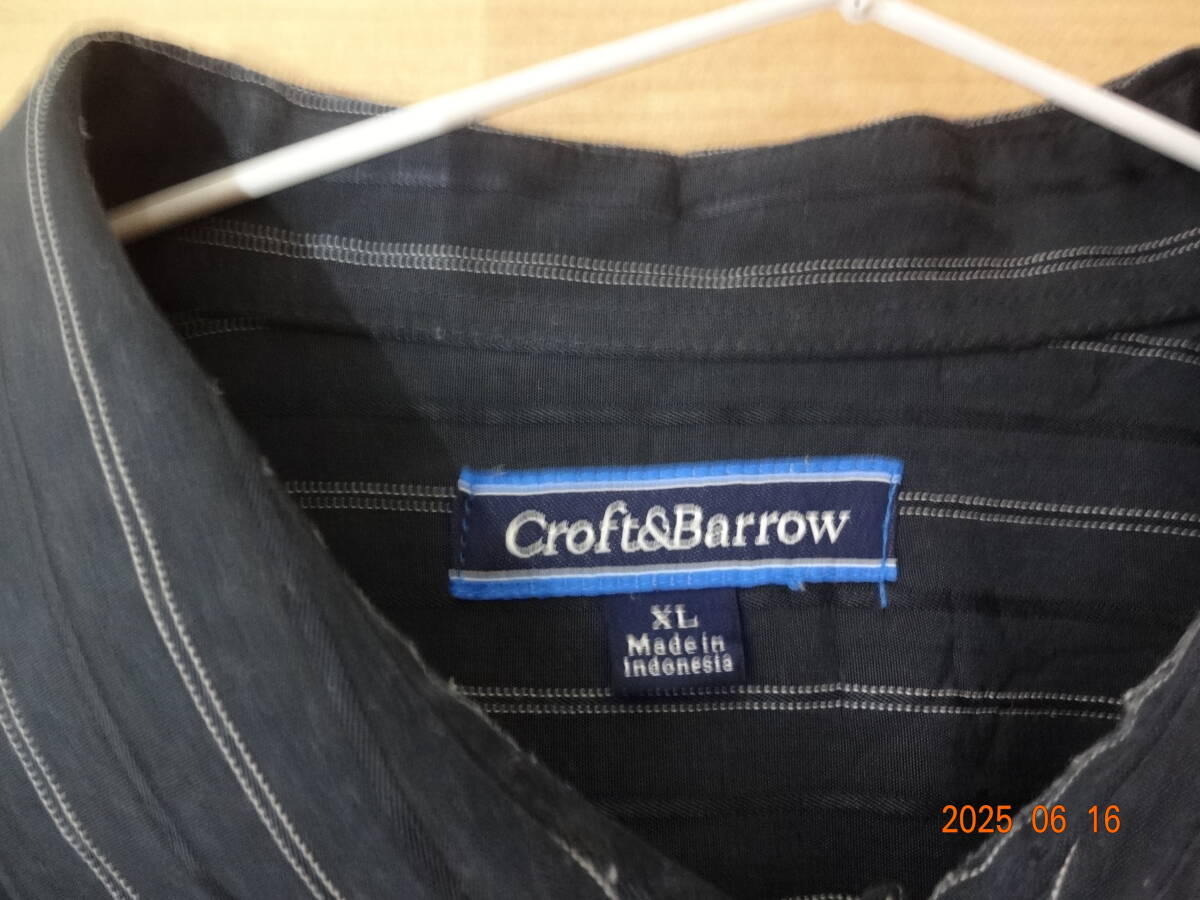 Croft&Barrow
XL
Made in
Indonesia
2025 06 16